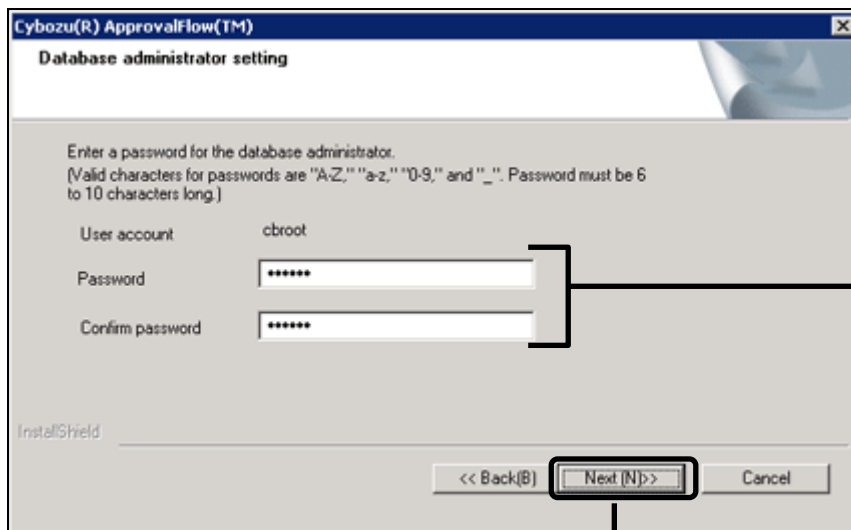 Cybozu(R) ApprovalFlow(TM)
Database administrator setting
Enter a password for the database administrator.
(Valid characters for passwords are "A-Z," "a-z," "0-9," and "_". Password must be 6
to 10 characters long.)
User account cbroot
Password ••••••
Confirm password ••••••
InstallShield
<< Back(B) Next (N)>> Cancel